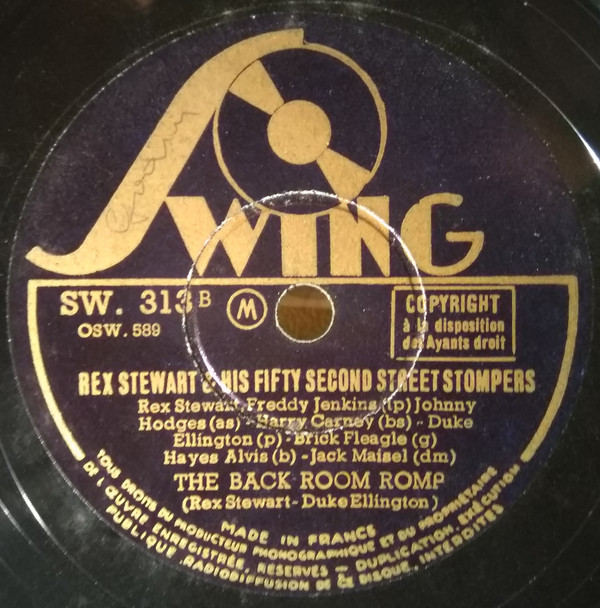 SWING
SW. 313 B
OSW. 589
M
COPYRIGHT
à la disposition
des Ayants droit
REX STEWART & HIS FIFTY SECOND STREET STOMPERS
Rex Stewart, Freddy Jenkins (tp) Johnny
Hodges (as) - Harry Carney (bs) - Duke
Ellington (p) - Brick Fleagle (g)
Hayes Alvis (b) - Jack Maisel (dm)
THE BACK ROOM ROMP
(Rex Stewart - Duke Ellington)
MADE IN FRANCE
TOUS DROITS DU PRODUCTEUR PHONOGRAPHIQUE ET DU PROPRIÉTAIRE
DE L'ŒUVRE ENREGISTRÉE, RÉSERVÉS — DUPLICATION, EXÉCUTION
PUBLIQUE, RADIODIFFUSION DE CE DISQUE, INTERDITES